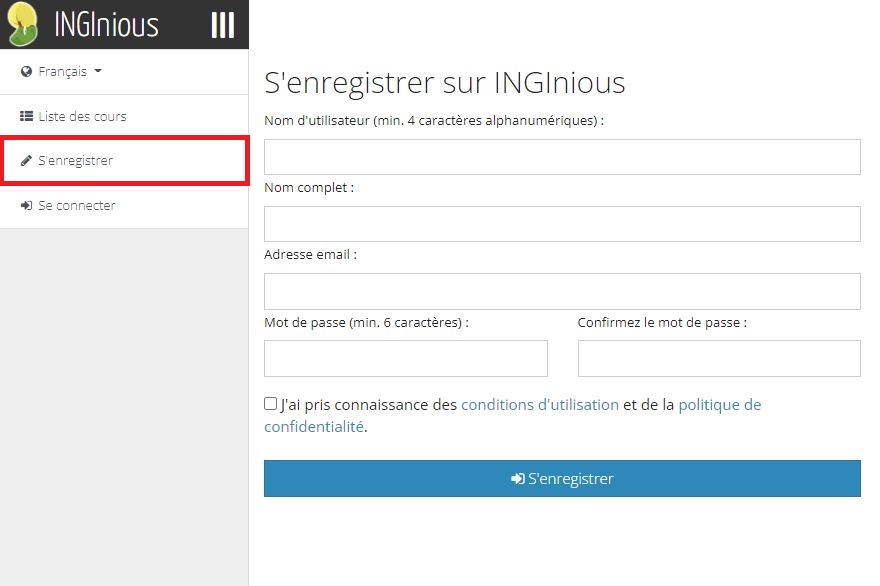 INGInious
Français
Liste des cours
S'enregistrer
Se connecter
S'enregistrer sur INGInious
Nom d'utilisateur (min. 4 caractères alphanumériques) :
Nom complet :
Adresse email :
Mot de passe (min. 6 caractères) :
Confirmez le mot de passe :
J'ai pris connaissance des conditions d'utilisation et de la politique de
confidentialité.
S'enregistrer